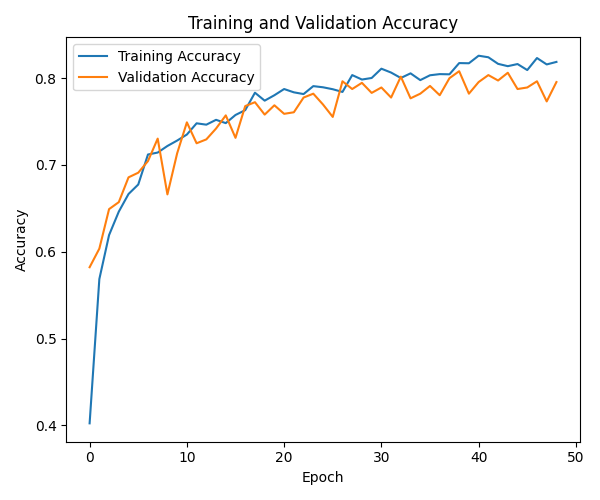 Training and Validation Accuracy
Training Accuracy
Validation Accuracy
Accuracy
0.8
0.7
0.6
0.5
0.4
0 10 20 30 40 50
Epoch